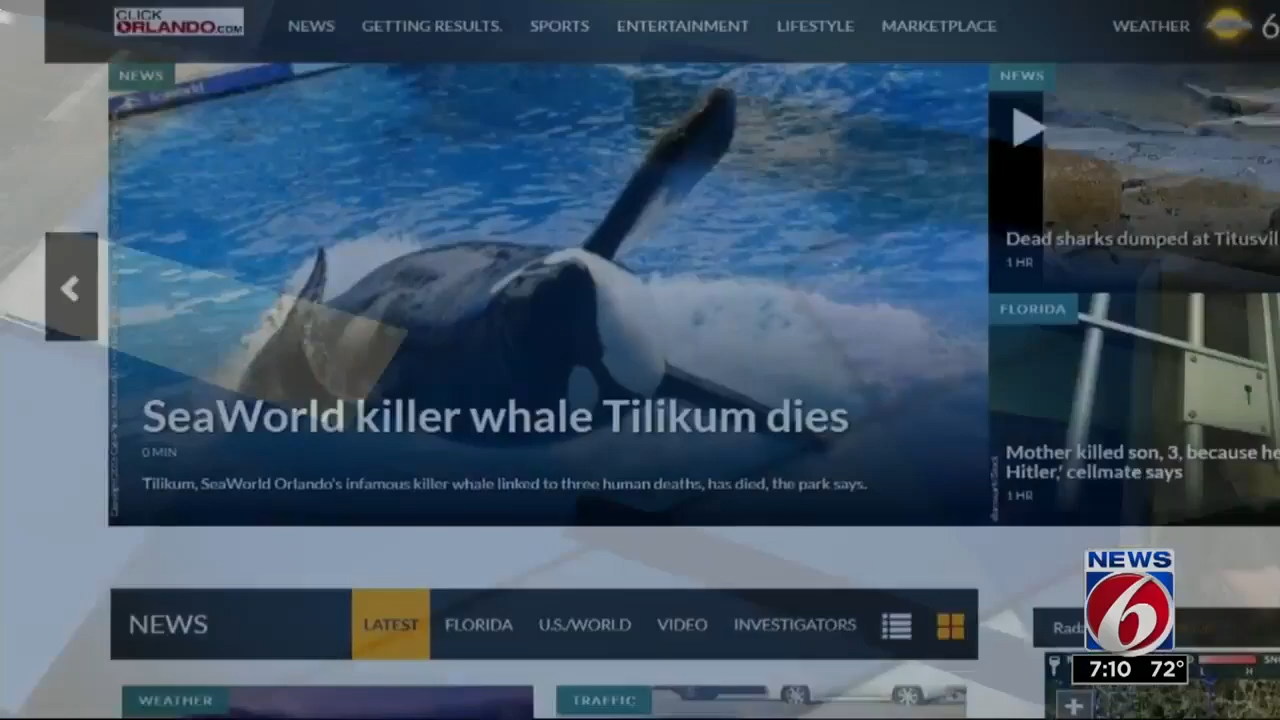 CLICK
ORLANDO.COM
NEWS
GETTING RESULTS.
SPORTS
ENTERTAINMENT
LIFESTYLE
MARKETPLACE
WEATHER
6
NEWS
SeaWorld killer whale Tilikum dies
0 MIN
Tilikum, SeaWorld Orlando's infamous killer whale linked to three human deaths, has died, the park says.
NEWS
Dead sharks dumped at Titusvil
1 HR
FLORIDA
Mother killed son, 3, because he
Hitler,' cellmate says
1 HR
NEWS
LATEST
FLORIDA
U.S./WORLD
VIDEO
INVESTIGATORS
WEATHER
TRAFFIC
NEWS
6
7:10 72°